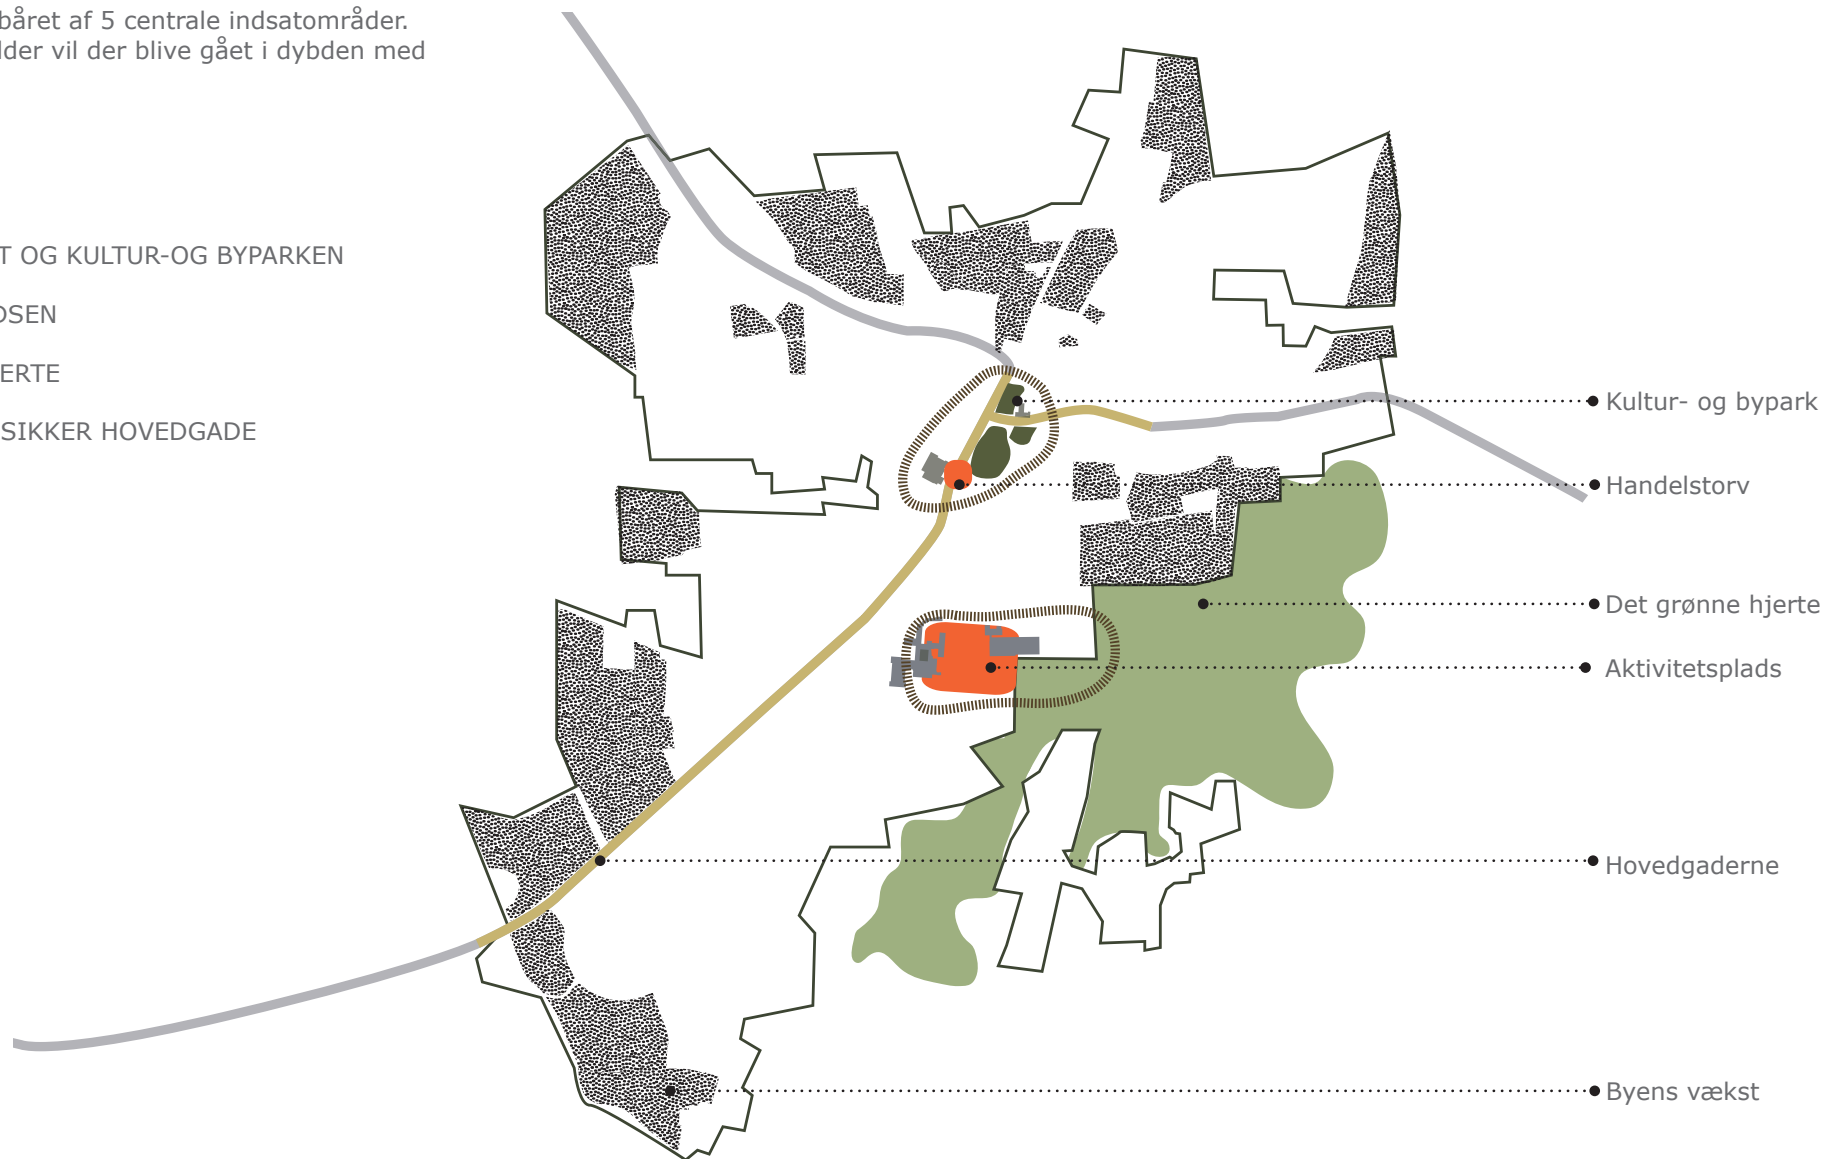 båret af 5 centrale indsatområder.
lder vil der blive gået i dybden med
T OG KULTUR-OG BYPARKEN
DSEN
ERTE
SIKKER HOVEDGADE
Kultur- og bypark
Handelstorv
Det grønne hjerte
Aktivitetsplads
Hovedgaderne
Byens vækst